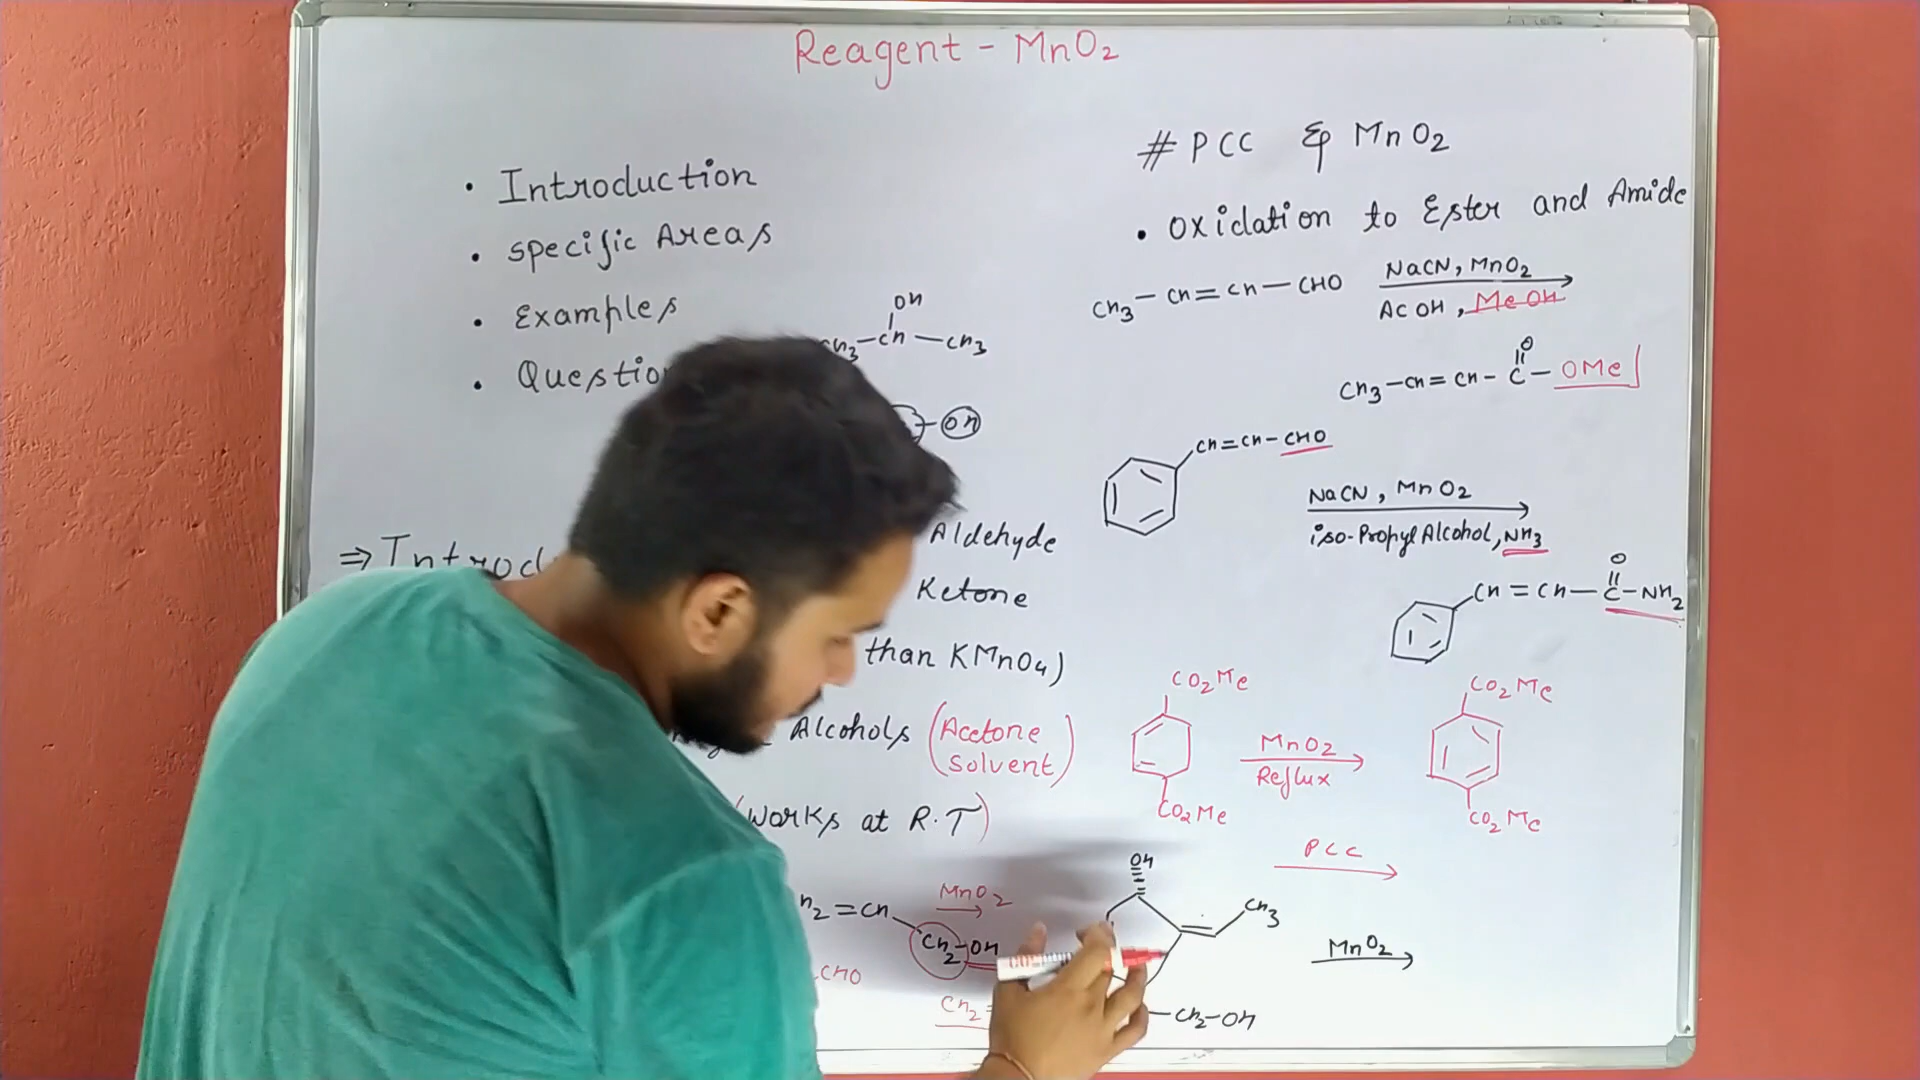 Reagent - MnO2
• Introduction
• specific Areas
• Examples
• Question
OH
CH3-CH-CH3
-OH
⇒ Introd
Aldehyde
Ketone
than KMnO4)
Alcohols (Acetone
solvent)
(works at R.T)
H2=CH
CH2-OH
MnO2
CHO
CH2=
# PCC & MnO2
• Oxidation to Ester and Amide
CH3-CH=CH-CHO
NaCN, MnO2
AcOH, MeOH
O
CH3-CH=CH-C-OMe
CH=CH-CHO
NaCN, MnO2
iso-Propyl Alcohol, NH3
O
CH=CH-C-NH2
CO2Me
CO2Me
MnO2
Reflux
CO2Me
CO2Me
PCC
OH
CH3
MnO2
-CH2-OH